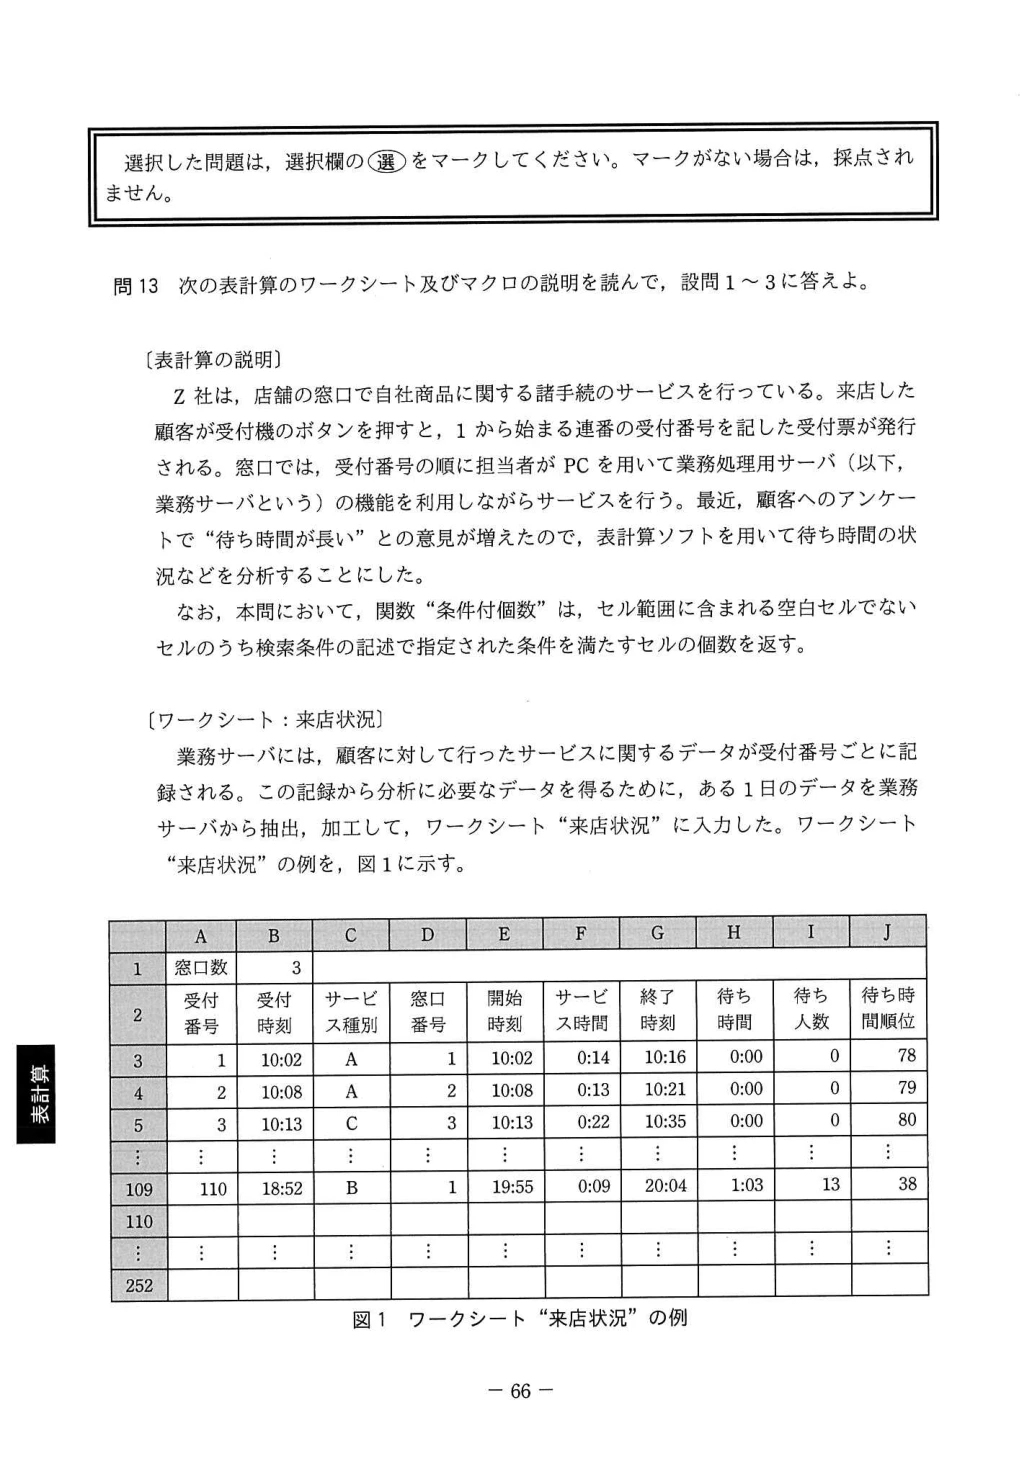 選択した問題は，選択欄の選をマークしてください。マークがない場合は，採点され
ません。
問13　次の表計算のワークシート及びマクロの説明を読んで，設問1～3に答えよ。
〔表計算の説明〕
Z 社は，店舗の窓口で自社商品に関する諸手続のサービスを行っている。来店した
顧客が受付機のボタンを押すと，1 から始まる連番の受付番号を記した受付票が発行
される。窓口では，受付番号の順に担当者が PC を用いて業務処理用サーバ（以下，
業務サーバという）の機能を利用しながらサービスを行う。最近，顧客へのアンケー
トで“待ち時間が長い”との意見が増えたので，表計算ソフトを用いて待ち時間の状
況などを分析することにした。
なお，本問において，関数“条件付個数”は，セル範囲に含まれる空白セルでない
セルのうち検索条件の記述で指定された条件を満たすセルの個数を返す。
〔ワークシート：来店状況〕
業務サーバには，顧客に対して行ったサービスに関するデータが受付番号ごとに記
録される。この記録から分析に必要なデータを得るために，ある 1 日のデータを業務
サーバから抽出，加工して，ワークシート“来店状況”に入力した。ワークシート
“来店状況”の例を，図1に示す。
A B C D E F G H I J
1 窓口数 3
2 受付番号 受付時刻 サービス種別 窓口番号 開始時刻 サービス時間 終了時刻 待ち時間 待ち人数 待ち時間順位
3 1 10:02 A 1 10:02 0:14 10:16 0:00 0 78
4 2 10:08 A 2 10:08 0:13 10:21 0:00 0 79
5 3 10:13 C 3 10:13 0:22 10:35 0:00 0 80
⋮ ⋮ ⋮ ⋮ ⋮ ⋮ ⋮ ⋮ ⋮ ⋮ ⋮
109 110 18:52 B 1 19:55 0:09 20:04 1:03 13 38
110
⋮ ⋮ ⋮ ⋮ ⋮ ⋮ ⋮ ⋮ ⋮ ⋮ ⋮
252
図1　ワークシート“来店状況”の例
表計算
－ 66 －